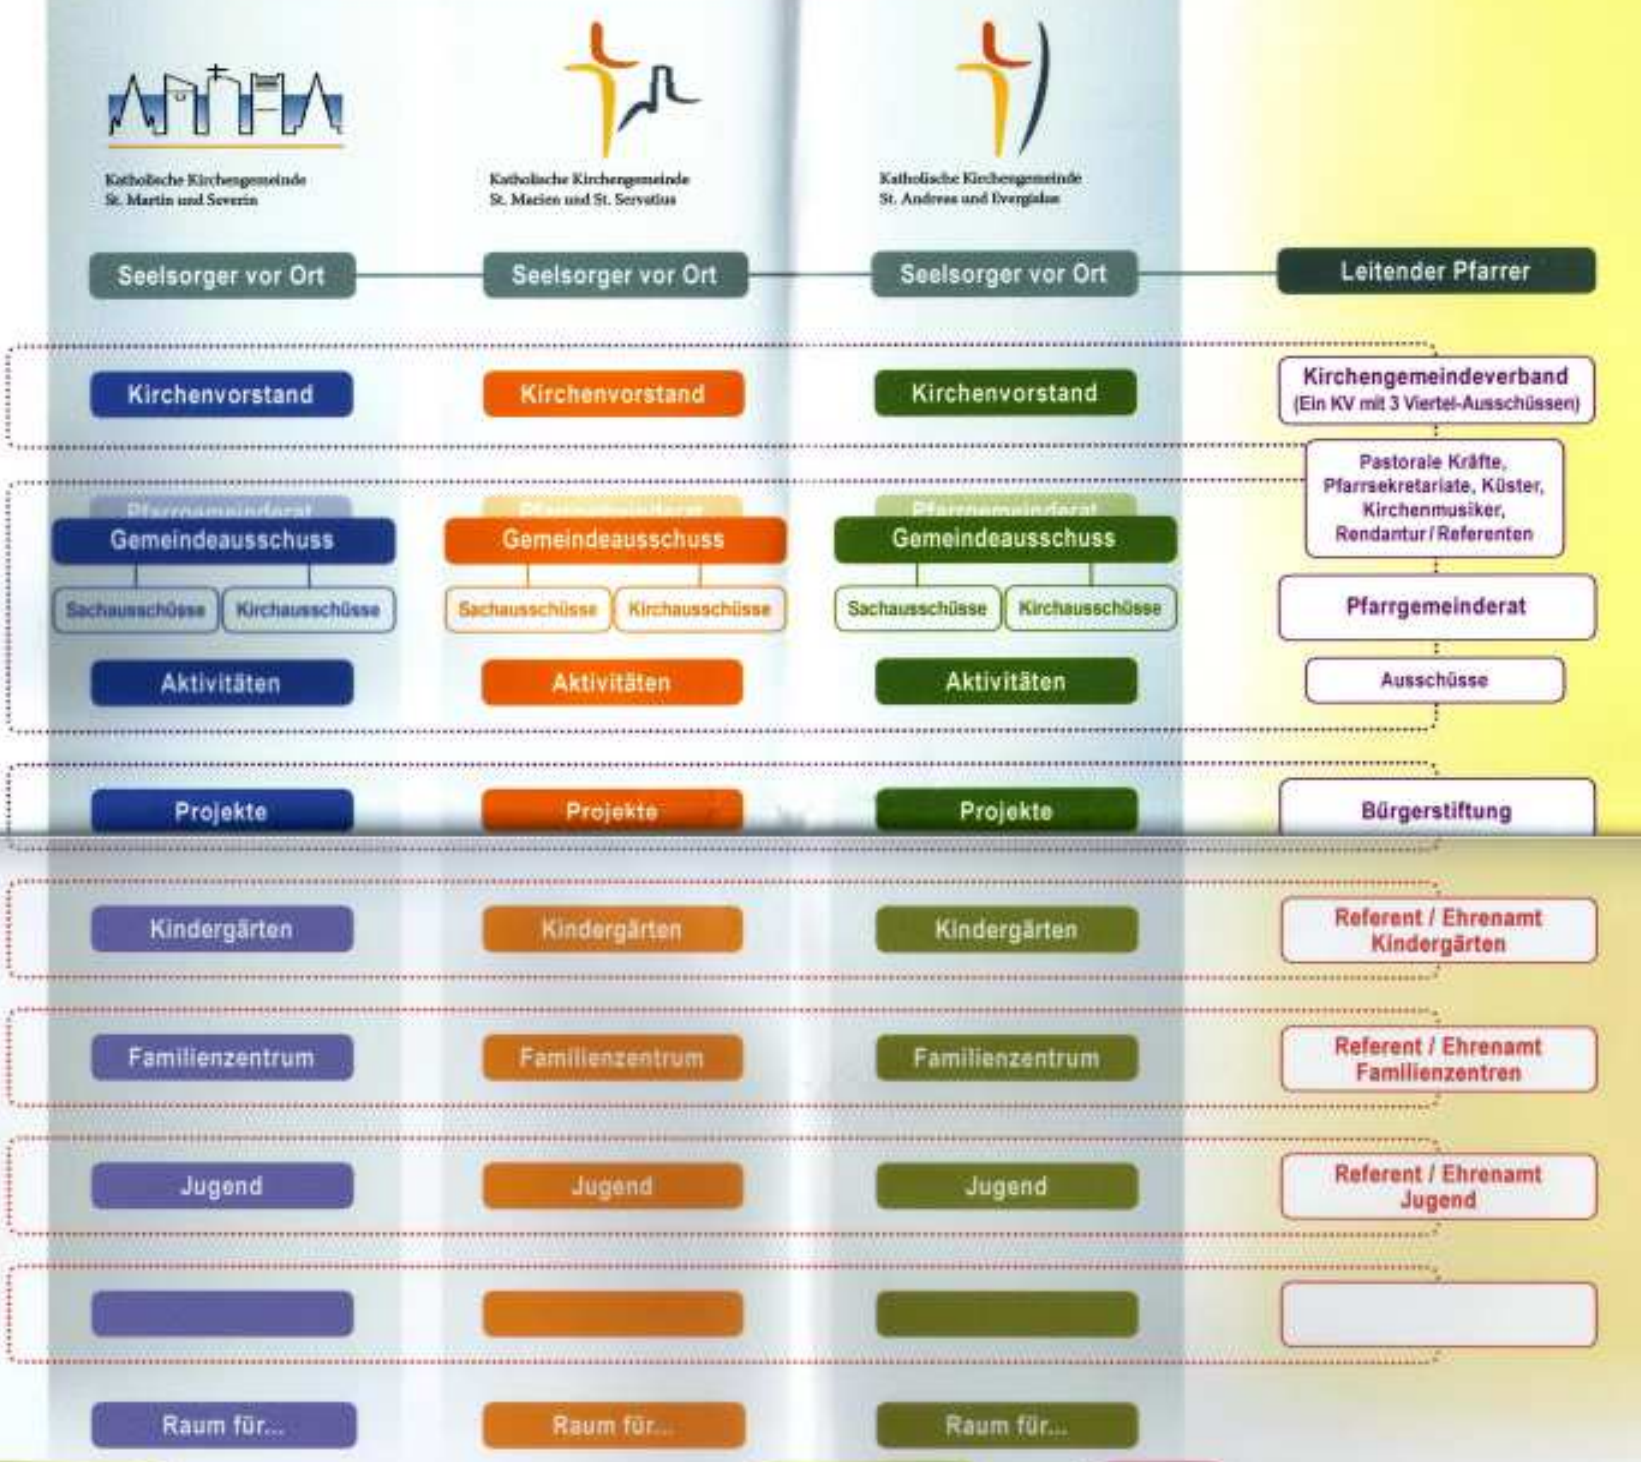 Katholische Kirchengemeinde
St. Martin und Severin
Katholische Kirchengemeinde
St. Marien und St. Servatius
Katholische Kirchengemeinde
St. Andreas und Evergislus
Seelsorger vor Ort
Seelsorger vor Ort
Seelsorger vor Ort
Leitender Pfarrer
Kirchenvorstand
Kirchenvorstand
Kirchenvorstand
Kirchengemeindeverband
(Ein KV mit 3 Viertel-Ausschüssen)
Pastorale Kräfte,
Pfarrsekretariate, Küster,
Kirchenmusiker,
Rendantur/Referenten
Pfarrgemeinderat
Pfarrgemeinderat
Pfarrgemeinderat
Gemeindeausschuss
Gemeindeausschuss
Gemeindeausschuss
Sachausschüsse
Kirchausschüsse
Sachausschüsse
Kirchausschüsse
Sachausschüsse
Kirchausschüsse
Pfarrgemeinderat
Aktivitäten
Aktivitäten
Aktivitäten
Ausschüsse
Projekte
Projekte
Projekte
Bürgerstiftung
Kindergärten
Kindergärten
Kindergärten
Referent / Ehrenamt
Kindergärten
Familienzentrum
Familienzentrum
Familienzentrum
Referent / Ehrenamt
Familienzentren
Jugend
Jugend
Jugend
Referent / Ehrenamt
Jugend
Raum für...
Raum für...
Raum für...